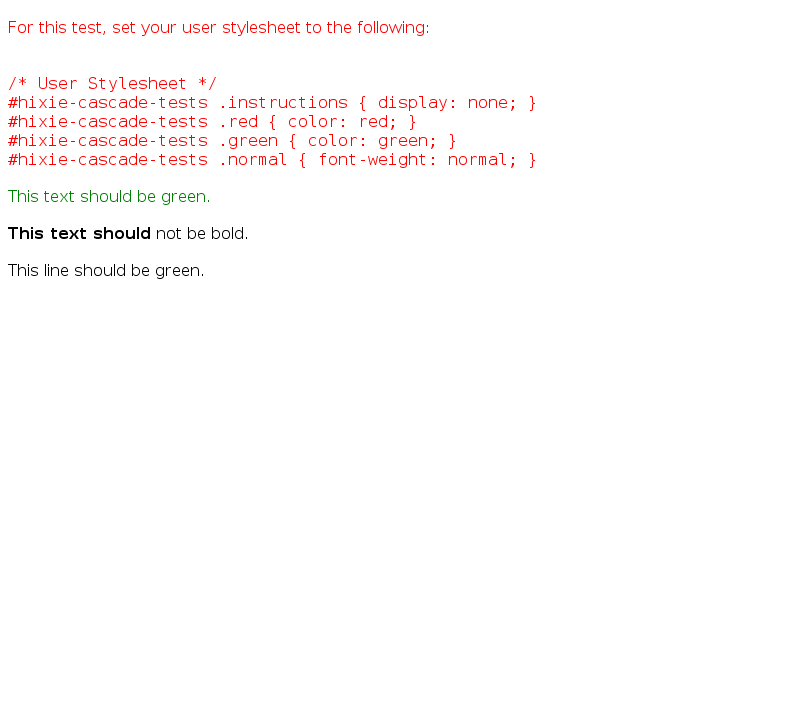 For this test, set your user stylesheet to the following:
/* User Stylesheet */
#hixie-cascade-tests .instructions { display: none; }
#hixie-cascade-tests .red { color: red; }
#hixie-cascade-tests .green { color: green; }
#hixie-cascade-tests .normal { font-weight: normal; }
This text should be green.
This text should not be bold.
This line should be green.